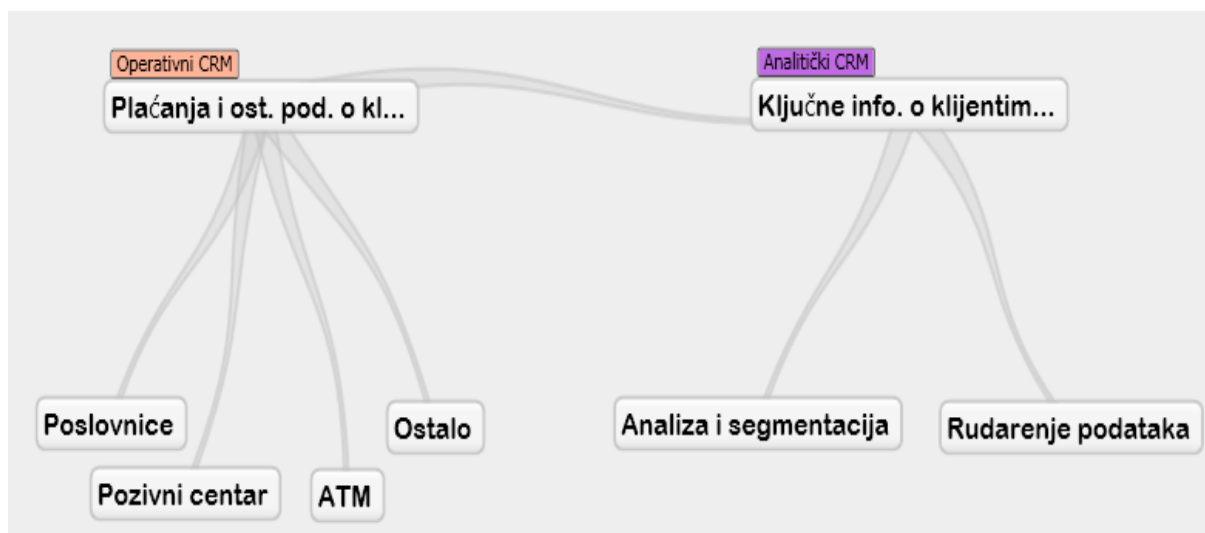 Operativni CRM
Plaćanja i ost. pod. o kl...
Analitički CRM
Ključne info. o klijentim...
Poslovnice
Pozivni centar
ATM
Ostalo
Analiza i segmentacija
Rudarenje podataka